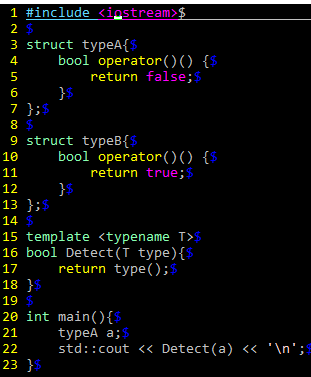 1 #include <iostream>$
2 $
3 struct typeA{$
4     bool operator()() {$
5         return false;$
6     }$
7 };$
8 $
9 struct typeB{$
10     bool operator()() {$
11         return true;$
12     }$
13 };$
14 $
15 template <typename T>$
16 bool Detect(T type){$
17     return type();$
18 }$
19 $
20 int main(){$
21     typeA a;$
22     std::cout << Detect(a) << '\n';$
23 }$